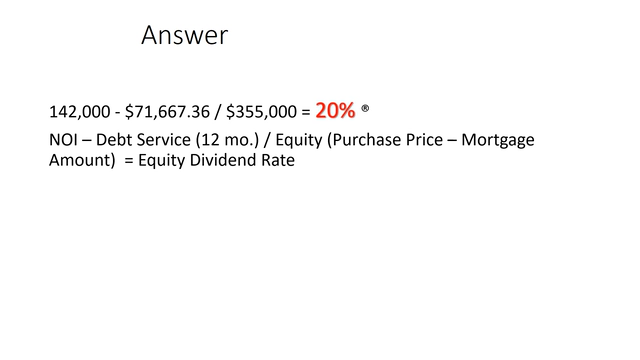 Answer
142,000 - $71,667.36 / $355,000 = 20% ®
NOI – Debt Service (12 mo.) / Equity (Purchase Price – Mortgage
Amount)  = Equity Dividend Rate